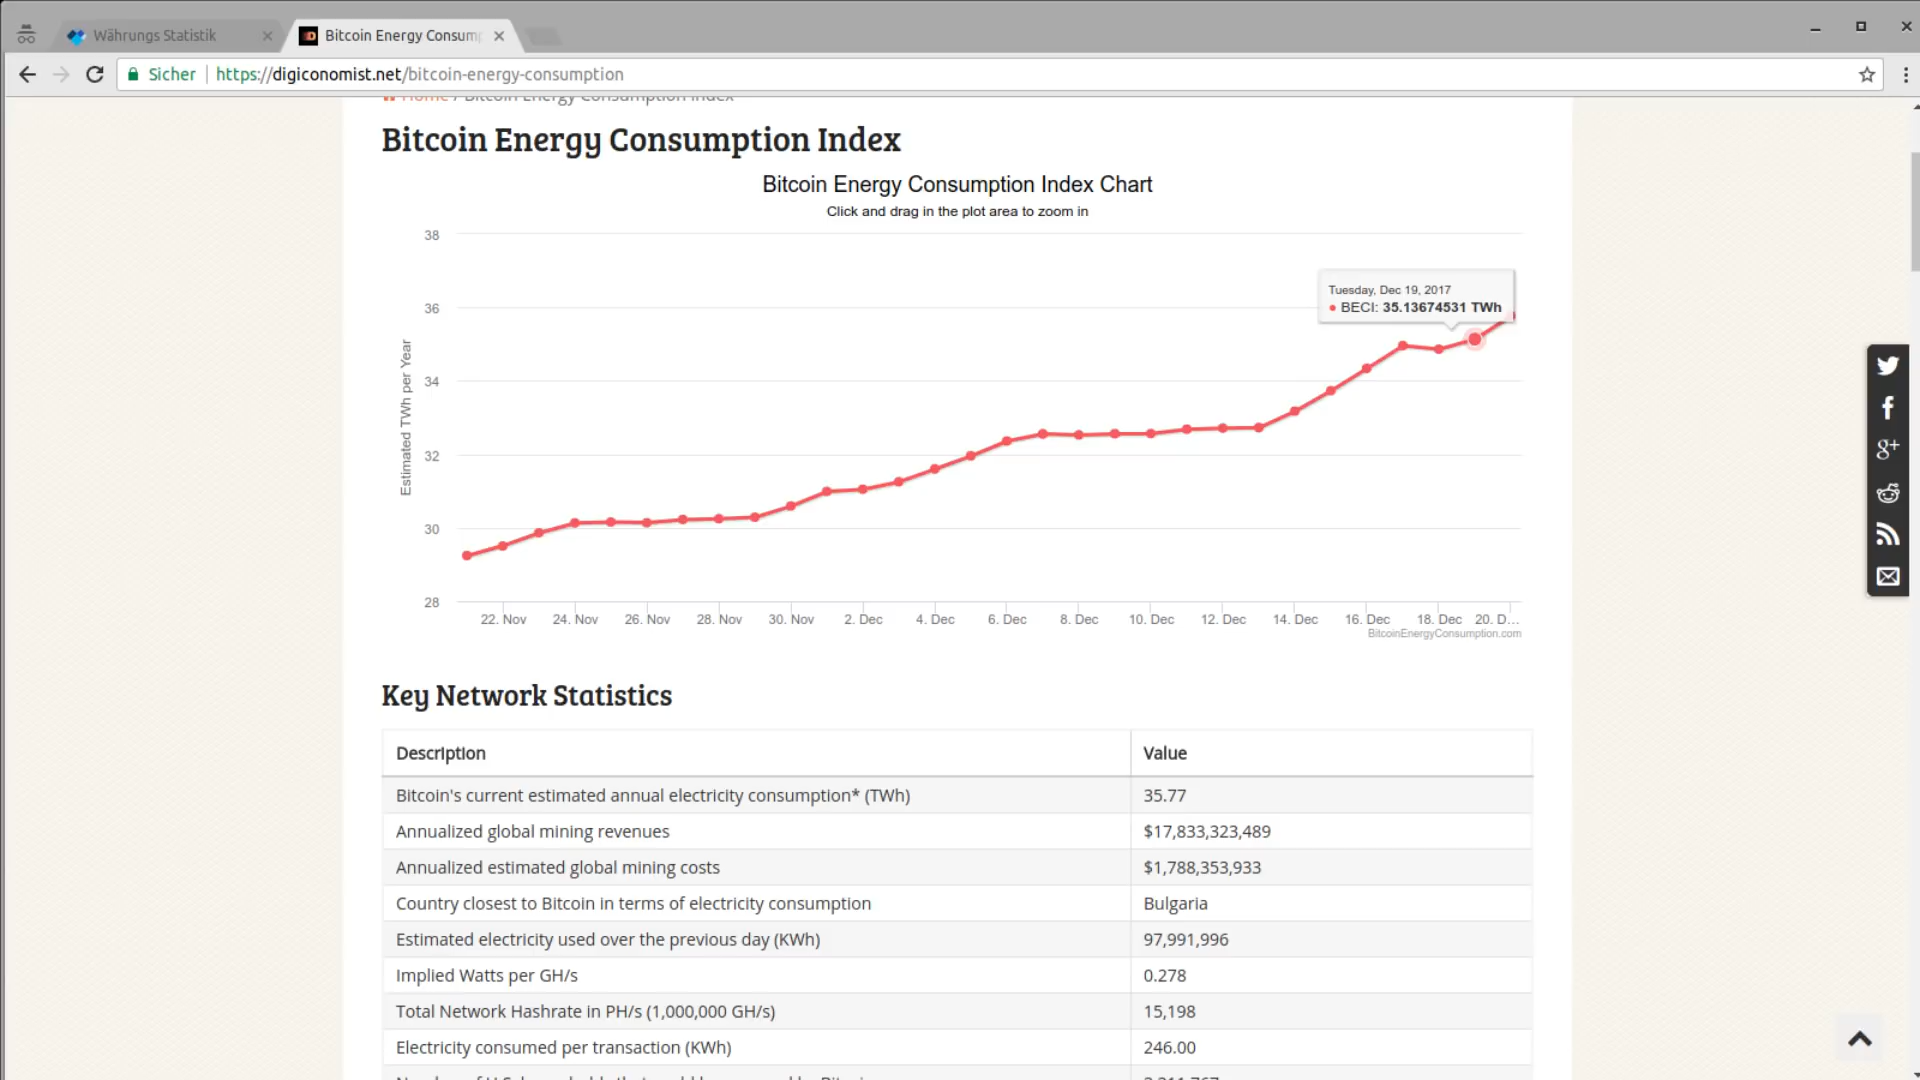 Währungs Statistik
Bitcoin Energy Consump
Sicher https://digiconomist.net/bitcoin-energy-consumption
Home / Bitcoin Energy Consumption Index
Bitcoin Energy Consumption Index
Bitcoin Energy Consumption Index Chart
Click and drag in the plot area to zoom in
38
36
34
32
30
28
Estimated TWh per Year
Tuesday, Dec 19, 2017
BECI: 35.13674531 TWh
22. Nov 24. Nov 26. Nov 28. Nov 30. Nov 2. Dec 4. Dec 6. Dec 8. Dec 10. Dec 12. Dec 14. Dec 16. Dec 18. Dec 20. D...
BitcoinEnergyConsumption.com
Key Network Statistics
Description Value
Bitcoin's current estimated annual electricity consumption* (TWh) 35.77
Annualized global mining revenues $17,833,323,489
Annualized estimated global mining costs $1,788,353,933
Country closest to Bitcoin in terms of electricity consumption Bulgaria
Estimated electricity used over the previous day (KWh) 97,991,996
Implied Watts per GH/s 0.278
Total Network Hashrate in PH/s (1,000,000 GH/s) 15,198
Electricity consumed per transaction (KWh) 246.00